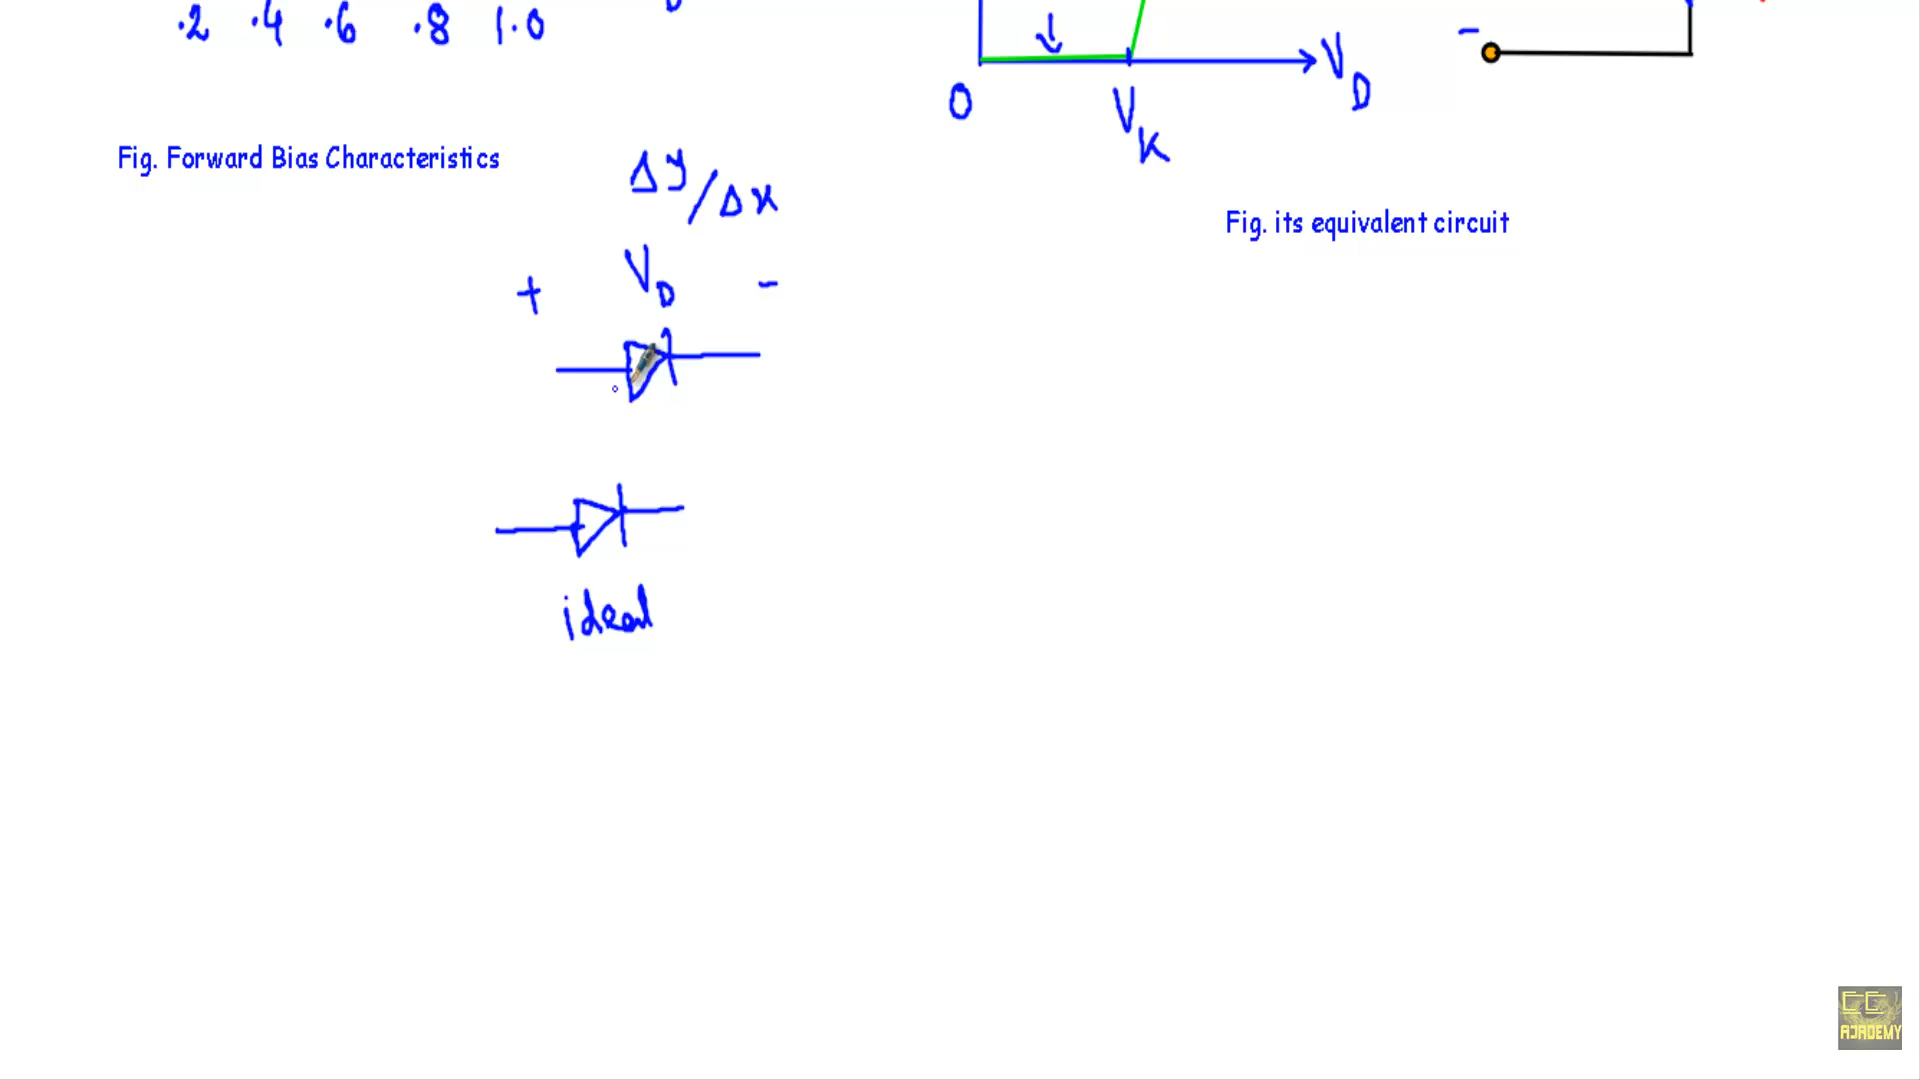 .2 .4 .6 .8 1.0
-
V_D
0
V_K
Fig. Forward Bias Characteristics
Δy/Δx
Fig. its equivalent circuit
+ V_D -
ideal
EE
ACADEMY